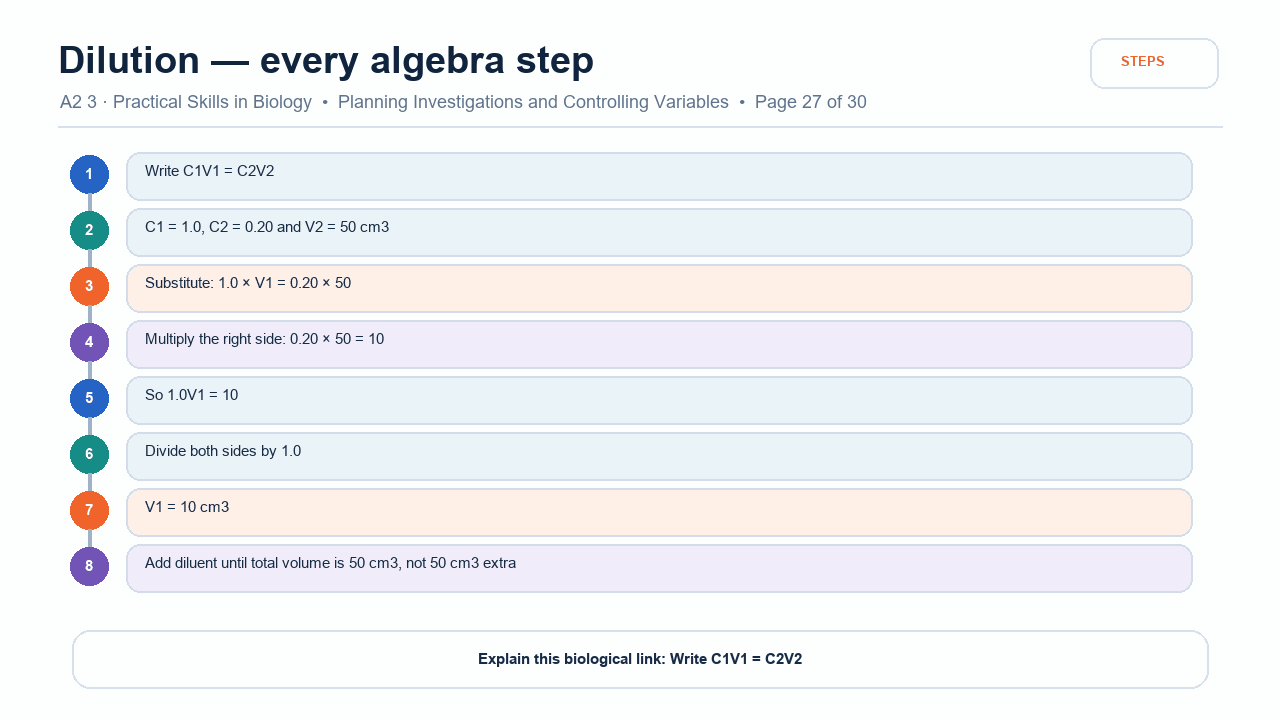 Dilution — every algebra step
STEPS
A2 3 · Practical Skills in Biology • Planning Investigations and Controlling Variables • Page 27 of 30
1 Write C1V1 = C2V2
2 C1 = 1.0, C2 = 0.20 and V2 = 50 cm3
3 Substitute: 1.0 × V1 = 0.20 × 50
4 Multiply the right side: 0.20 × 50 = 10
5 So 1.0V1 = 10
6 Divide both sides by 1.0
7 V1 = 10 cm3
8 Add diluent until total volume is 50 cm3, not 50 cm3 extra
Explain this biological link: Write C1V1 = C2V2